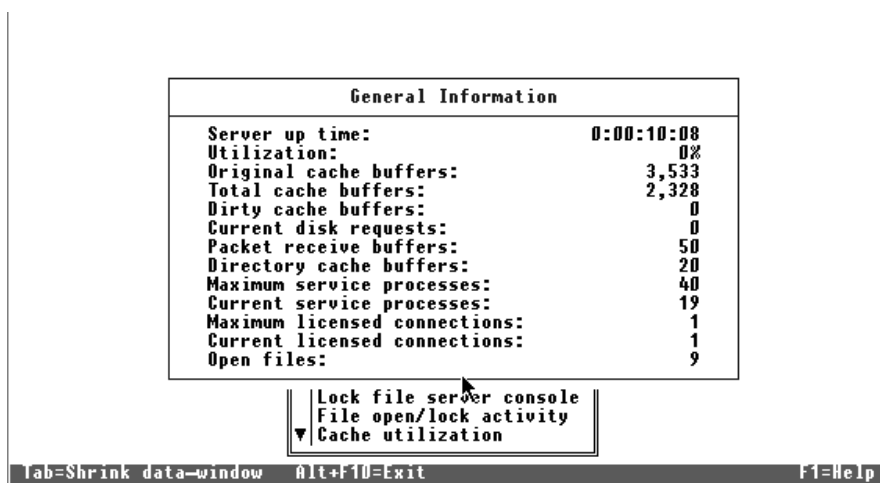 General Information
Server up time: 0:00:10:08
Utilization: 0%
Original cache buffers: 3,533
Total cache buffers: 2,328
Dirty cache buffers: 0
Current disk requests: 0
Packet receive buffers: 50
Directory cache buffers: 20
Maximum service processes: 40
Current service processes: 19
Maximum licensed connections: 1
Current licensed connections: 1
Open files: 9
Lock file server console
File open/lock activity
▼ Cache utilization
Tab=Shrink data-window Alt+F10=Exit F1=Help